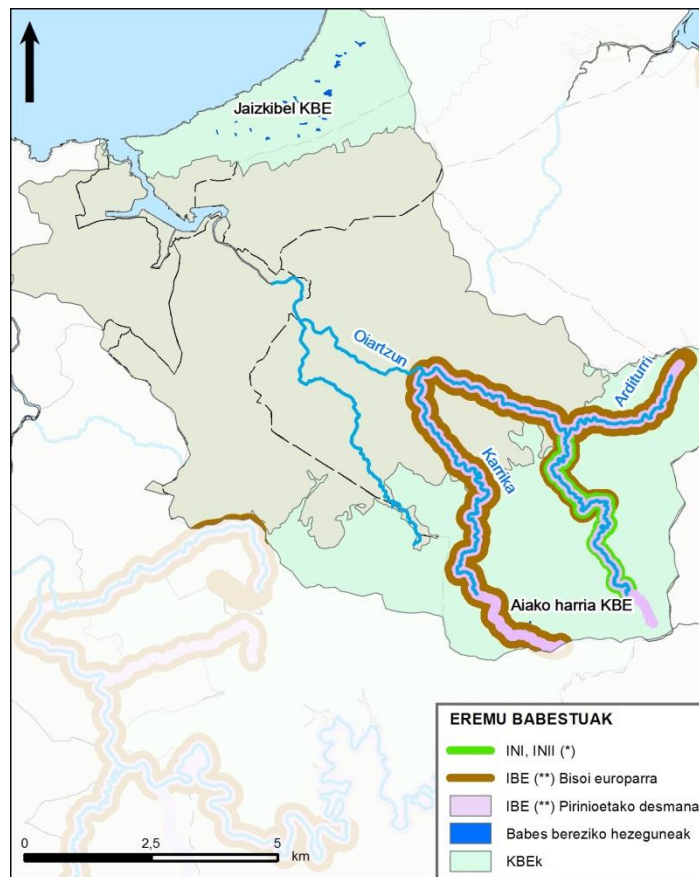 Jaizkibel KBE
Oiartzun
Arditurri
Karrika
Aiako harria KBE
EREMU BABESTUAK
INI, INII (*)
IBE (**) Bisoi europarra
IBE (**) Pirinioetako desmana
Babes bereziko hezeguneak
KBEk
0 2,5 5
km